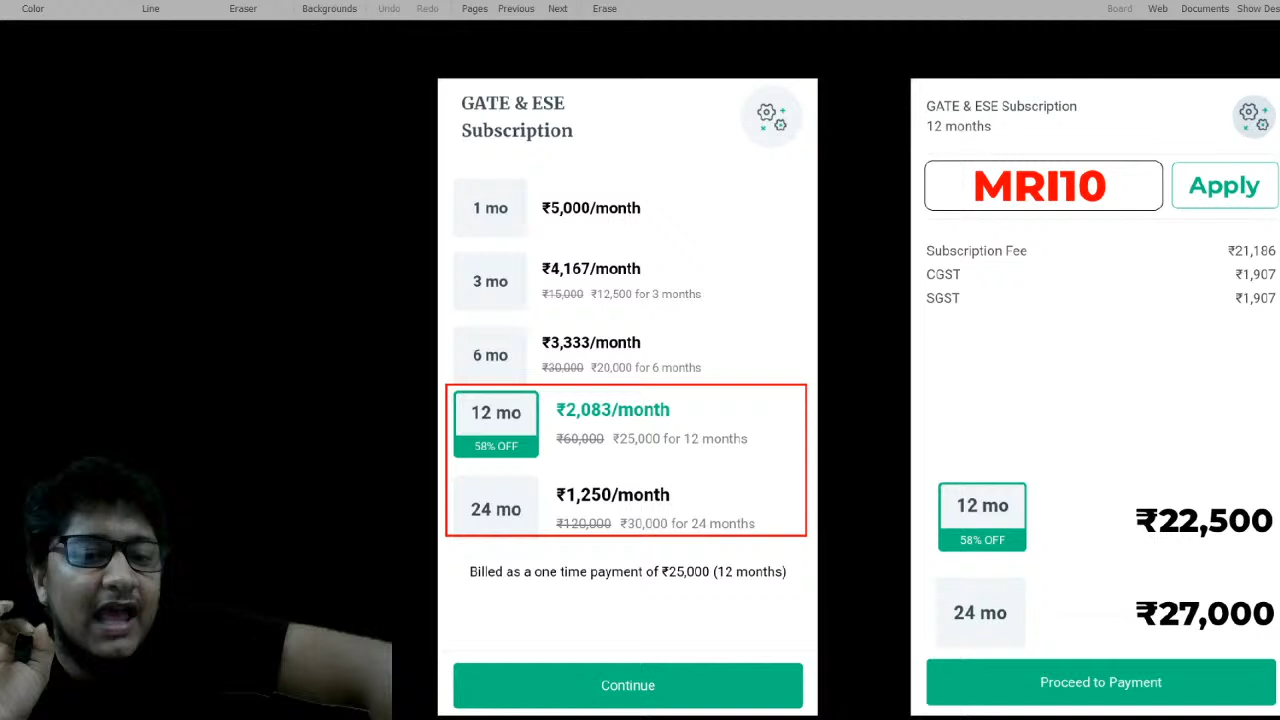 Color Line Eraser Backgrounds Undo Redo Pages Previous Next Erase Board Web Documents Show Des
GATE & ESE
Subscription
1 mo
₹5,000/month
3 mo
₹4,167/month
₹15,000 ₹12,500 for 3 months
6 mo
₹3,333/month
₹30,000 ₹20,000 for 6 months
12 mo
58% OFF
₹2,083/month
₹60,000 ₹25,000 for 12 months
24 mo
₹1,250/month
₹120,000 ₹30,000 for 24 months
Billed as a one time payment of ₹25,000 (12 months)
Continue
GATE & ESE Subscription
12 months
MRI10 Apply
Subscription Fee ₹21,186
CGST ₹1,907
SGST ₹1,907
12 mo
58% OFF
₹22,500
24 mo ₹27,000
Proceed to Payment